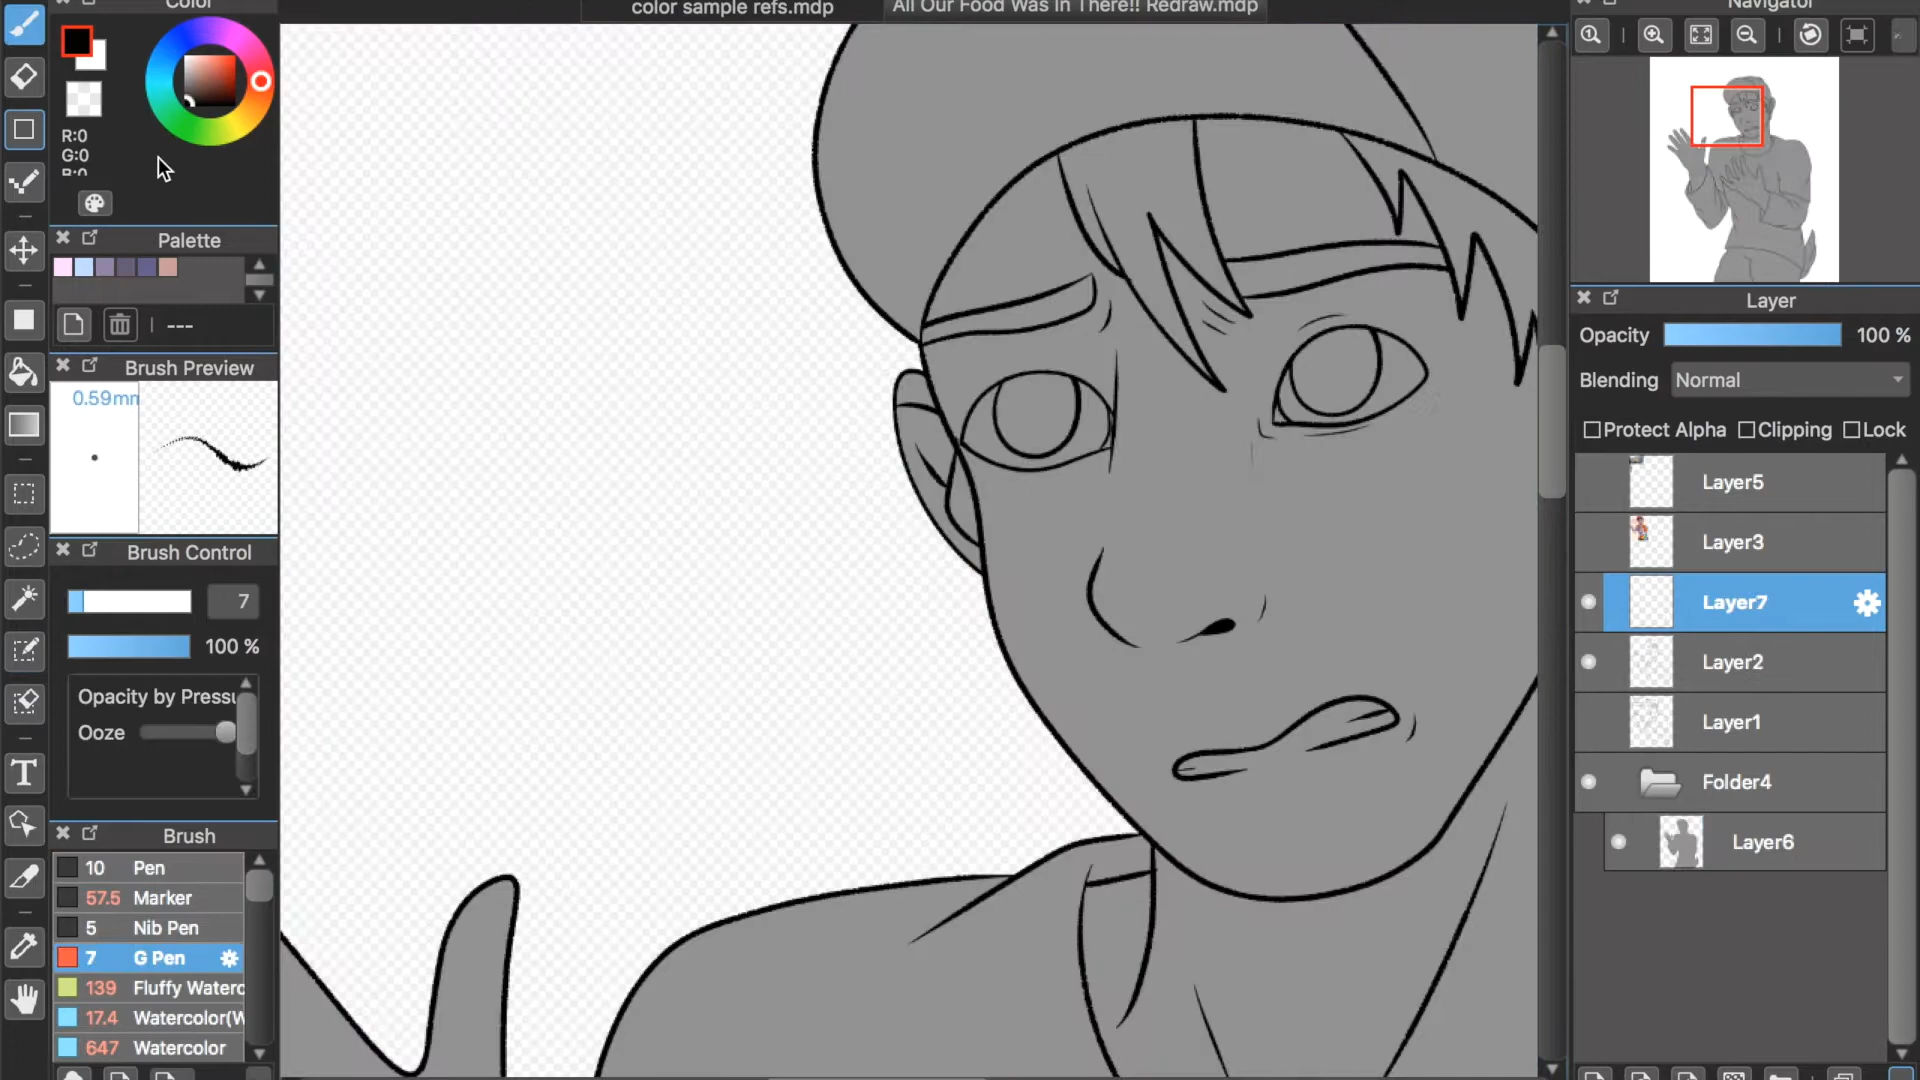 Color
color sample refs.mdp
All Our Food Was In There!! Redraw.mdp
Navigator
R:0
G:0
B:0
Palette
---
Brush Preview
0.59mm
Brush Control
7
100 %
Opacity by Pressu
Ooze
Brush
10 Pen
57.5 Marker
5 Nib Pen
7 G Pen
139 Fluffy Waterc
17.4 Watercolor(W
647 Watercolor
Layer
Opacity 100 %
Blending Normal
Protect Alpha Clipping Lock
Layer5
Layer3
Layer7
Layer2
Layer1
Folder4
Layer6